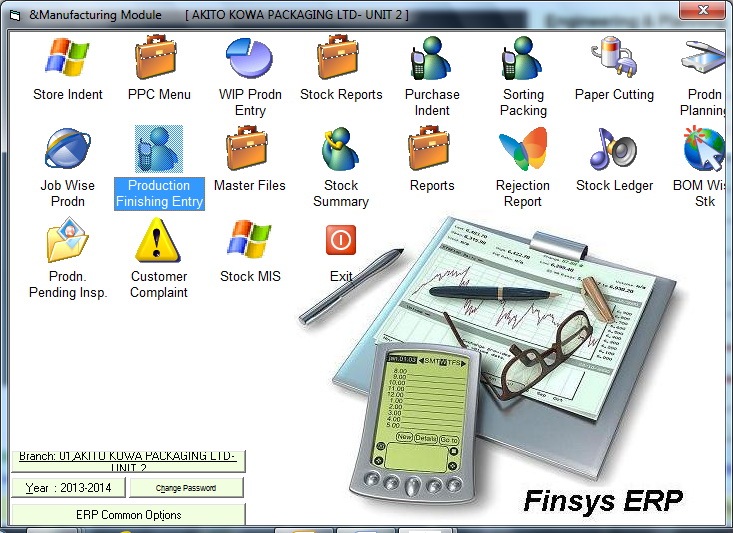 &Manufacturing Module [ AKITO KOWA PACKAGING LTD- UNIT 2 ]
Store Indent
PPC Menu
WIP Prodn
Entry
Stock Reports
Purchase
Indent
Sorting
Packing
Paper Cutting
Prodn
Planning
Job Wise
Prodn
Production
Finishing Entry
Master Files
Stock
Summary
Reports
Rejection
Report
Stock Ledger
BOM Wis
Stk
Prodn.
Pending Insp.
Customer
Complaint
Stock MIS
Exit
jan.01.03
SMTWTFS
8.00
9.00
10.00
11.00
12.00
1.00
2.00
3.00
4.00
5.00
New Details Go to
Branch: 01,AKITO KOWA PACKAGING LTD-
UNIT 2
Year : 2013-2014
Change Password
ERP Common Options
Finsys ERP